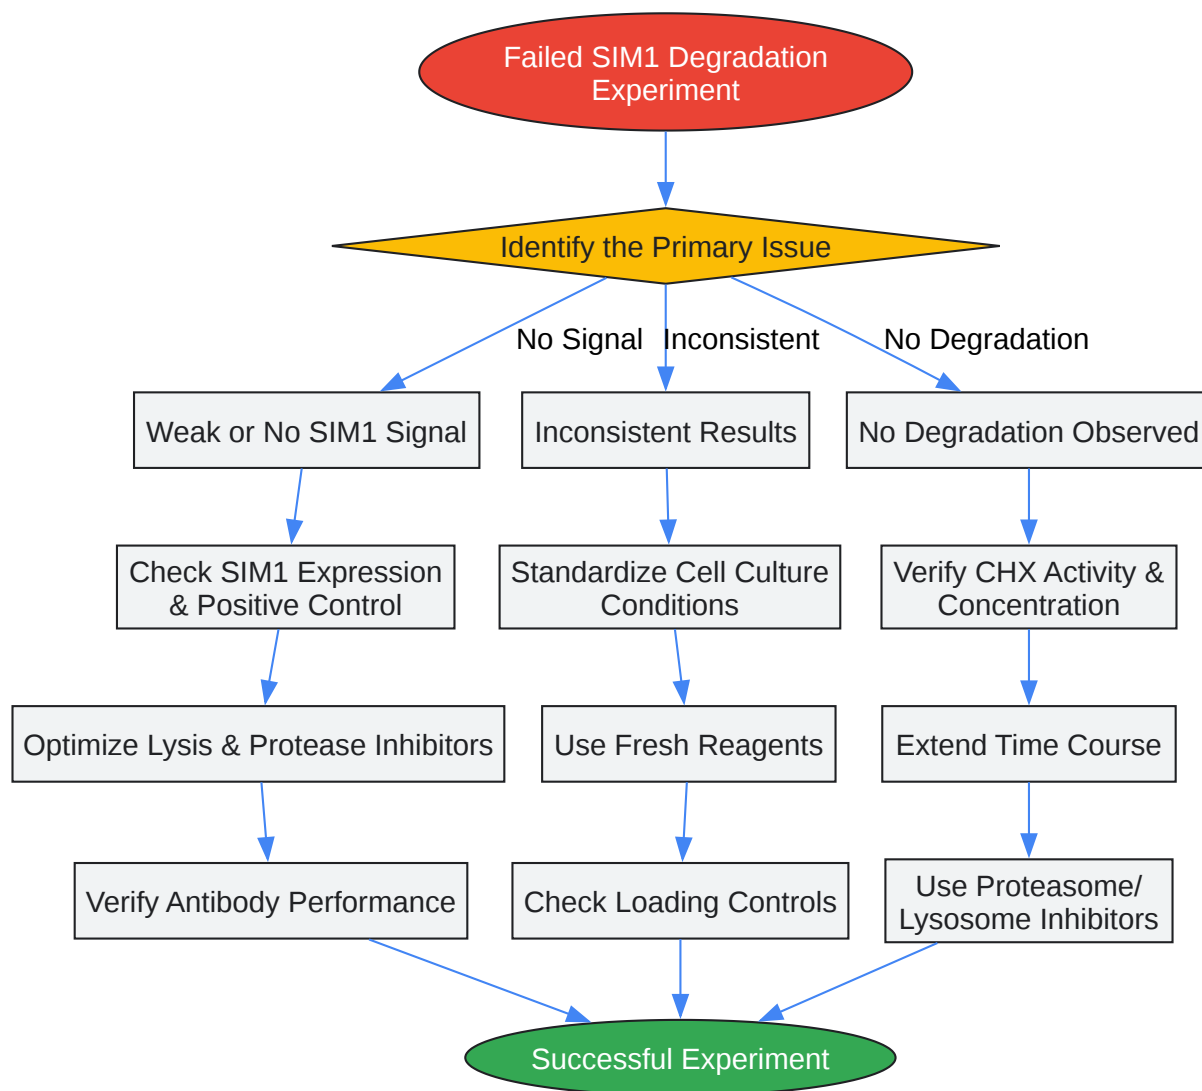 Failed SIM1 Degradation
Experiment
Identify the Primary Issue
No Signal
Inconsistent
No Degradation
Weak or No SIM1 Signal
Inconsistent Results
No Degradation Observed
Check SIM1 Expression
& Positive Control
Standardize Cell Culture
Conditions
Verify CHX Activity &
Concentration
Optimize Lysis & Protease Inhibitors
Use Fresh Reagents
Extend Time Course
Verify Antibody Performance
Check Loading Controls
Use Proteasome/
Lysosome Inhibitors
Successful Experiment